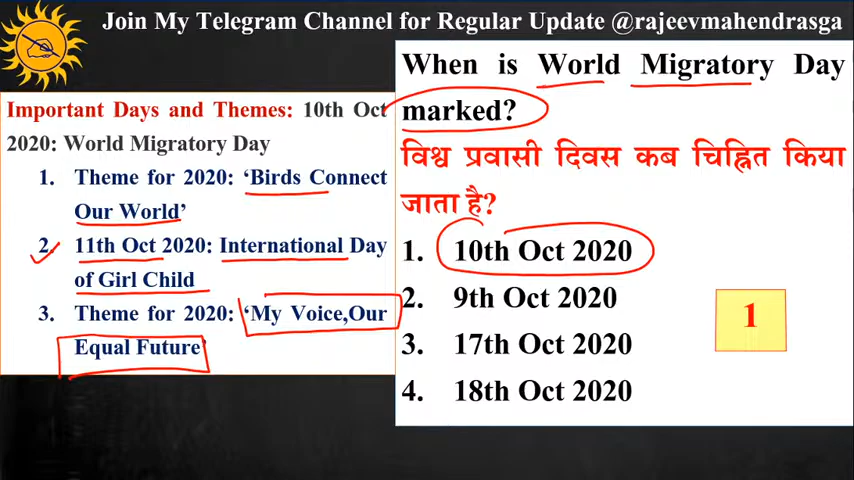 Join My Telegram Channel for Regular Update @rajeevmahendrasga
Important Days and Themes: 10th Oct
2020: World Migratory Day
1. Theme for 2020: ‘Birds Connect
Our World’
2. 11th Oct 2020: International Day
of Girl Child
3. Theme for 2020: ‘My Voice,Our
Equal Future’
When is World Migratory Day
marked?
विश्व प्रवासी दिवस कब चिह्नित किया
जाता है?
1. 10th Oct 2020
2. 9th Oct 2020
3. 17th Oct 2020
4. 18th Oct 2020
1